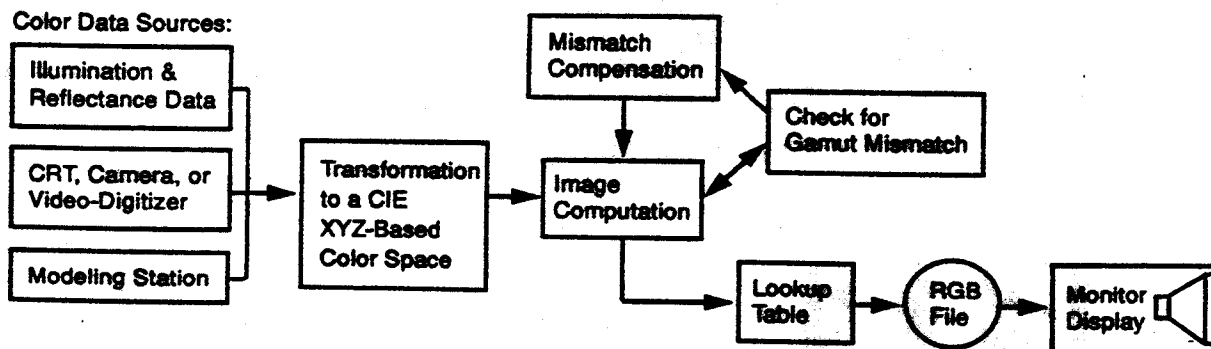 Color Data Sources:
Illumination &
Reflectance Data
CRT, Camera, or
Video-Digitizer
Modeling Station
Transformation
to a CIE
XYZ-Based
Color Space
Mismatch
Compensation
Check for
Gamut Mismatch
Image
Computation
Lookup
Table
RGB
File
Monitor
Display